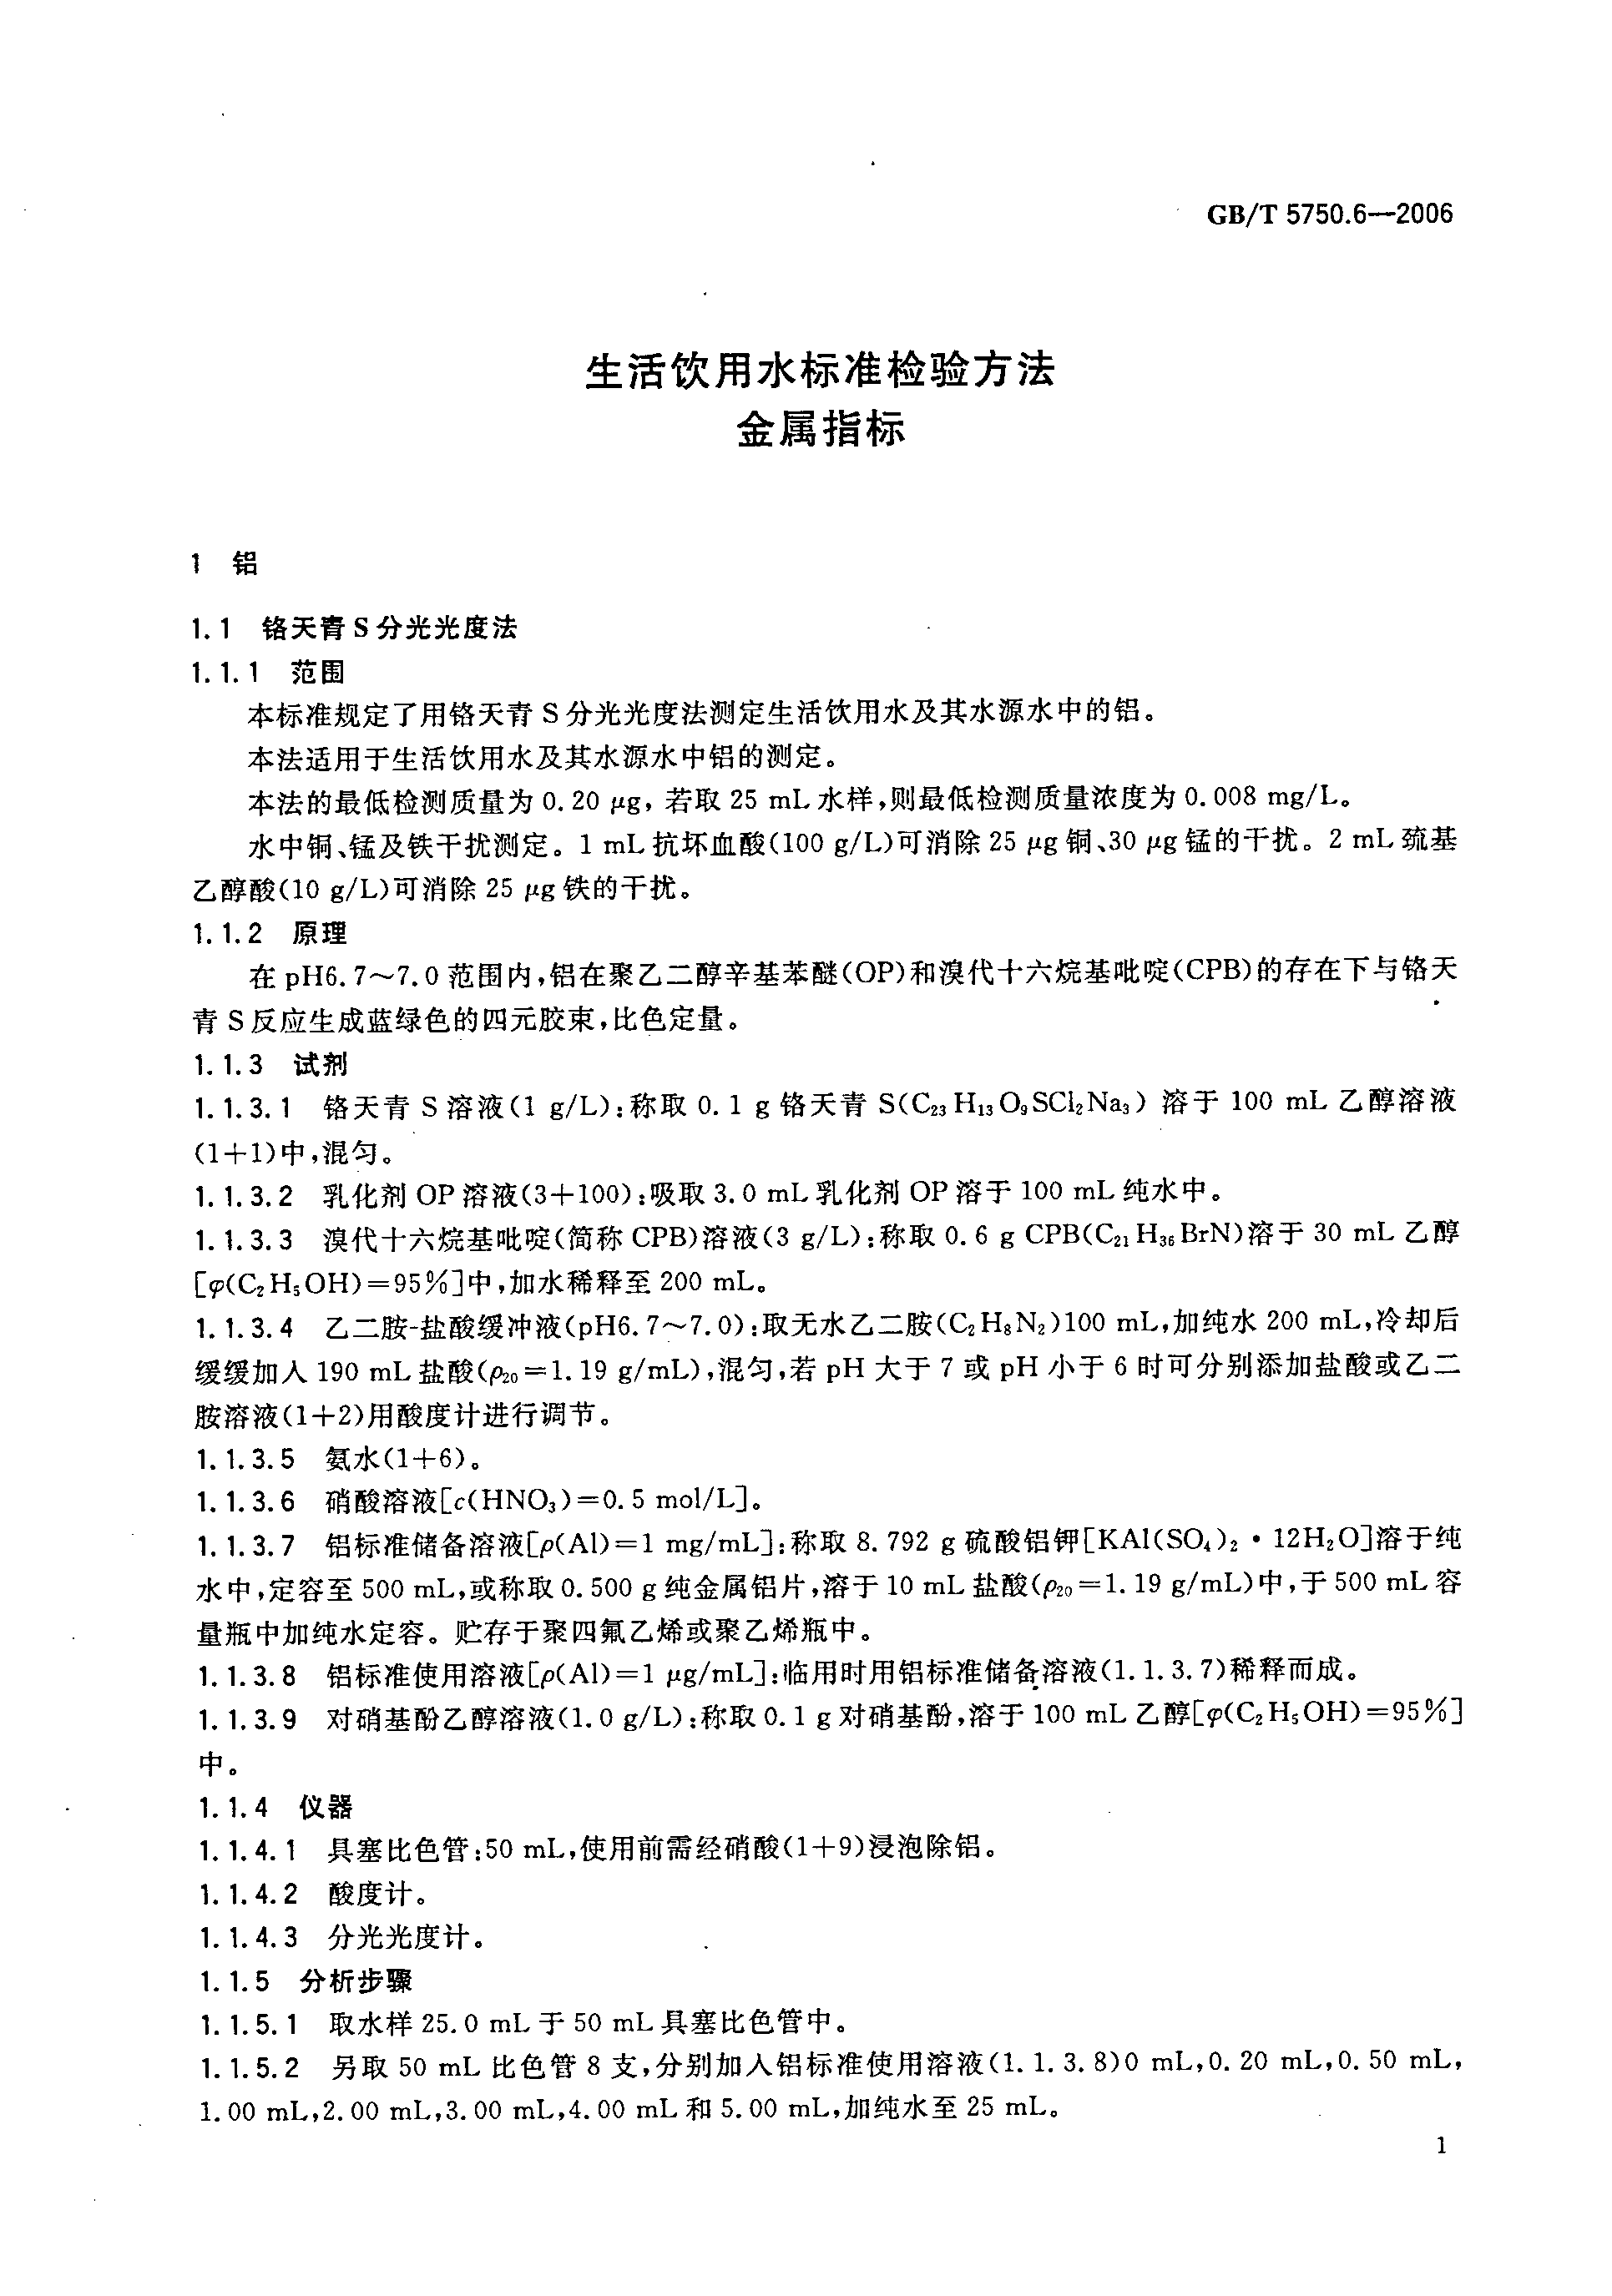 GB/T 5750.6—2006
生活饮用水标准检验方法
金属指标
1 铝
1.1 铬天青 S 分光光度法
1.1.1 范围
本标准规定了用铬天青 S 分光光度法测定生活饮用水及其水源水中的铝。
本法适用于生活饮用水及其水源水中铝的测定。
本法的最低检测质量为 0.20 μg，若取 25 mL 水样，则最低检测质量浓度为 0.008 mg/L。
水中铜、锰及铁干扰测定。1 mL 抗坏血酸(100 g/L)可消除 25 μg 铜、30 μg 锰的干扰。2 mL 巯基
乙醇酸(10 g/L)可消除 25 μg 铁的干扰。
1.1.2 原理
在 pH6.7～7.0 范围内，铝在聚乙二醇辛基苯醚(OP)和溴代十六烷基吡啶(CPB)的存在下与铬天
青 S 反应生成蓝绿色的四元胶束，比色定量。
1.1.3 试剂
1.1.3.1 铬天青 S 溶液(1 g/L)：称取 0.1 g 铬天青 S(C₂₃H₁₃O₉SCl₂Na₃) 溶于 100 mL 乙醇溶液
(1+1)中，混匀。
1.1.3.2 乳化剂 OP 溶液(3+100)：吸取 3.0 mL 乳化剂 OP 溶于 100 mL 纯水中。
1.1.3.3 溴代十六烷基吡啶(简称 CPB)溶液(3 g/L)：称取 0.6 g CPB(C₂₁H₃₆BrN)溶于 30 mL 乙醇
[φ(C₂H₅OH)=95%]中，加水稀释至 200 mL。
1.1.3.4 乙二胺-盐酸缓冲液(pH6.7～7.0)：取无水乙二胺(C₂H₈N₂)100 mL，加纯水 200 mL，冷却后
缓缓加入 190 mL 盐酸(ρ₂₀=1.19 g/mL)，混匀，若 pH 大于 7 或 pH 小于 6 时可分别添加盐酸或乙二
胺溶液(1+2)用酸度计进行调节。
1.1.3.5 氨水(1+6)。
1.1.3.6 硝酸溶液[c(HNO₃)=0.5 mol/L]。
1.1.3.7 铝标准储备溶液[ρ(Al)=1 mg/mL]：称取 8.792 g 硫酸铝钾[KAl(SO₄)₂·12H₂O]溶于纯
水中，定容至 500 mL，或称取 0.500 g 纯金属铝片，溶于 10 mL 盐酸(ρ₂₀=1.19 g/mL)中，于 500 mL 容
量瓶中加纯水定容。贮存于聚四氟乙烯或聚乙烯瓶中。
1.1.3.8 铝标准使用溶液[ρ(Al)=1 μg/mL]：临用时用铝标准储备溶液(1.1.3.7)稀释而成。
1.1.3.9 对硝基酚乙醇溶液(1.0 g/L)：称取 0.1 g 对硝基酚，溶于 100 mL 乙醇[φ(C₂H₅OH)=95%]
中。
1.1.4 仪器
1.1.4.1 具塞比色管：50 mL，使用前需经硝酸(1+9)浸泡除铝。
1.1.4.2 酸度计。
1.1.4.3 分光光度计。
1.1.5 分析步骤
1.1.5.1 取水样 25.0 mL 于 50 mL 具塞比色管中。
1.1.5.2 另取 50 mL 比色管 8 支，分别加入铝标准使用溶液(1.1.3.8)0 mL，0.20 mL，0.50 mL，
1.00 mL，2.00 mL，3.00 mL，4.00 mL 和 5.00 mL，加纯水至 25 mL。
1